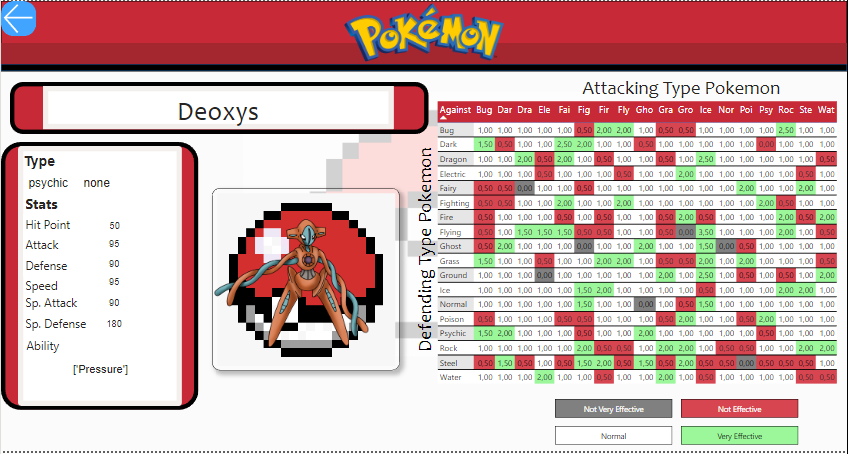 POKéMON
Deoxys
Type
psychic none
Stats
Hit Point 50
Attack 95
Defense 90
Speed 95
Sp. Attack 90
Sp. Defense 180
Ability
['Pressure']
Attacking Type Pokemon
Defending Type Pokemon
Against Bug Dar Dra Ele Fai Fig Fir Fly Gho Gra Gro Ice Nor Poi Psy Roc Ste Wat
Bug 1,00 1,00 1,00 1,00 1,00 0,50 2,00 2,00 1,00 0,50 0,50 1,00 1,00 1,00 1,00 2,50 1,00 1,00
Dark 1,50 0,50 1,00 1,00 2,50 2,00 1,00 1,00 0,50 1,00 1,00 1,00 1,00 1,00 0,00 1,00 1,00 1,00
Dragon 1,00 1,00 2,00 0,50 2,00 1,00 0,50 1,00 1,00 0,50 1,00 2,50 1,00 1,00 1,00 1,00 1,00 0,50
Electric 1,00 1,00 1,00 0,50 1,00 1,00 1,00 0,50 1,00 1,00 2,00 1,00 1,00 1,00 1,00 1,00 0,50 1,00
Fairy 0,50 0,50 0,00 1,00 1,00 0,50 1,00 1,00 1,00 1,00 1,00 1,00 1,00 2,00 1,00 1,00 2,00 1,00
Fighting 0,50 0,50 1,00 1,00 2,00 1,00 1,00 2,00 1,00 1,00 1,00 1,00 1,00 1,00 2,00 0,50 1,00 1,00
Fire 0,50 1,00 1,00 1,00 0,50 1,00 0,50 1,00 1,00 0,50 2,00 0,50 1,00 1,00 1,00 2,00 0,50 2,00
Flying 0,50 1,00 1,50 1,50 1,50 0,50 0,50 1,00 1,00 0,50 0,00 3,50 1,00 1,00 1,00 2,00 1,00 0,50
Ghost 0,50 2,00 1,00 1,00 1,00 0,00 1,00 1,00 2,00 1,00 1,00 1,50 0,00 0,50 1,00 1,00 1,00 1,00
Grass 1,50 1,00 1,00 0,50 1,00 1,00 2,00 2,00 1,00 0,50 0,50 2,00 1,00 2,00 1,00 1,00 1,00 0,50
Ground 1,00 1,00 1,00 0,00 1,00 1,00 1,00 1,00 1,00 2,00 1,00 2,00 1,00 0,50 1,00 0,50 1,00 2,00
Ice 1,00 1,00 1,00 1,00 1,00 1,50 2,00 1,00 1,00 1,00 1,00 0,50 1,00 1,00 1,00 2,00 2,00 1,00
Normal 1,00 1,00 1,00 1,00 1,00 1,50 1,00 1,00 0,00 1,00 0,50 1,50 1,00 1,00 1,00 1,00 1,00 1,00
Poison 0,50 1,00 1,00 1,00 0,50 0,50 1,00 1,00 1,00 0,50 2,00 1,00 1,00 0,50 2,00 1,00 1,00 1,00
Psychic 1,50 2,00 1,00 1,00 1,00 0,50 1,00 1,00 2,00 1,00 1,00 1,00 1,00 1,00 0,50 1,00 1,00 1,00
Rock 1,00 1,00 1,00 1,00 1,00 2,00 0,50 0,50 1,00 2,00 2,00 1,00 0,50 0,50 1,00 1,00 2,00 2,00
Steel 0,50 1,50 0,50 1,00 0,50 1,50 2,00 0,50 1,50 0,50 2,00 0,50 0,50 0,00 0,50 0,50 0,50 1,00
Water 1,00 1,00 1,00 2,00 1,00 1,00 1,00 1,00 1,00 2,00 2,00 0,50 1,00 1,00 1,00 1,00 0,50 0,50
Not Very Effective Not Effective
Normal Very Effective